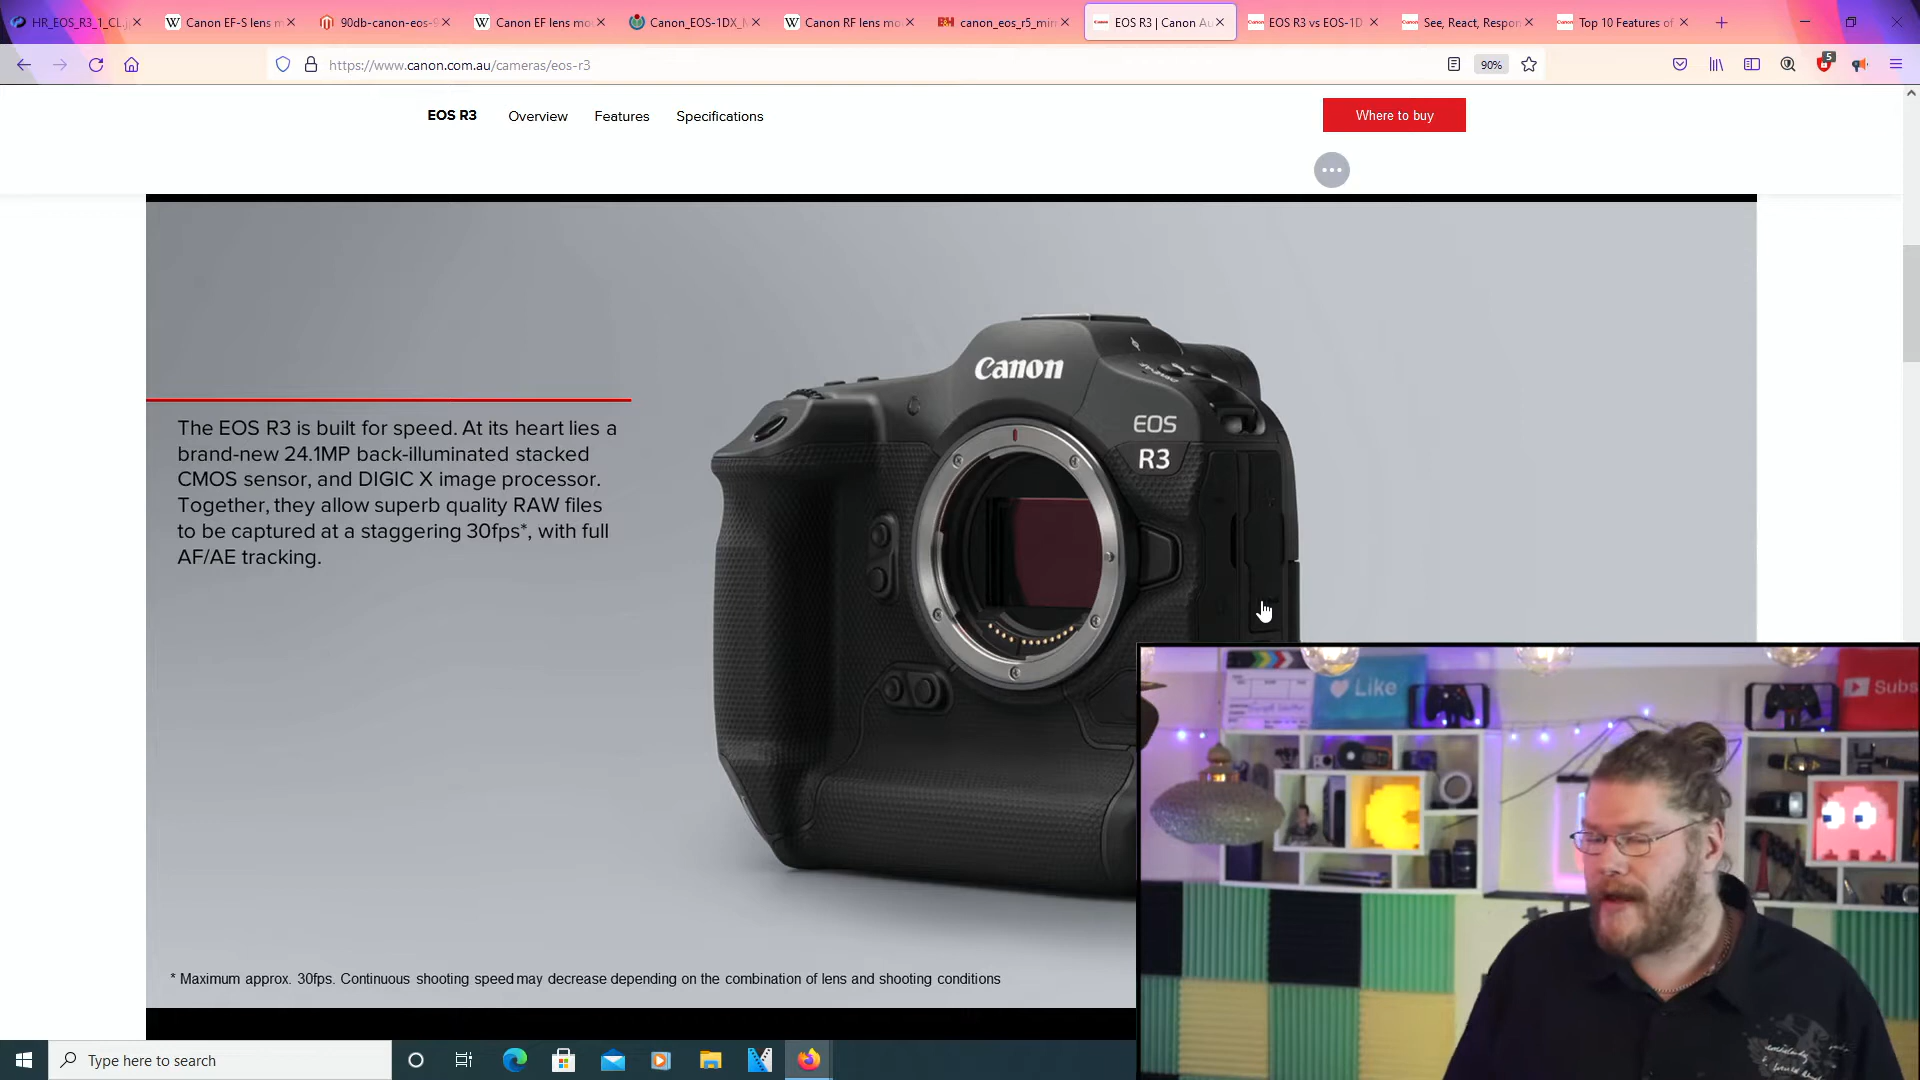 HR_EOS_R3_1_CL.j
Canon EF-S lens m
90db-canon-eos-
Canon EF lens mo
Canon_EOS-1DX_
Canon RF lens mo
canon_eos_r5_mir
EOS R3 | Canon Au
EOS R3 vs EOS-1D
See, React, Respon
Top 10 Features of
https://www.canon.com.au/cameras/eos-r3
90%
5
EOS R3
Overview
Features
Specifications
Where to buy
Canon
EOS
R3
The EOS R3 is built for speed. At its heart lies a
brand-new 24.1MP back-illuminated stacked
CMOS sensor, and DIGIC X image processor.
Together, they allow superb quality RAW files
to be captured at a staggering 30fps*, with full
AF/AE tracking.
Like
Subs
* Maximum approx. 30fps. Continuous shooting speed may decrease depending on the combination of lens and shooting conditions
Type here to search